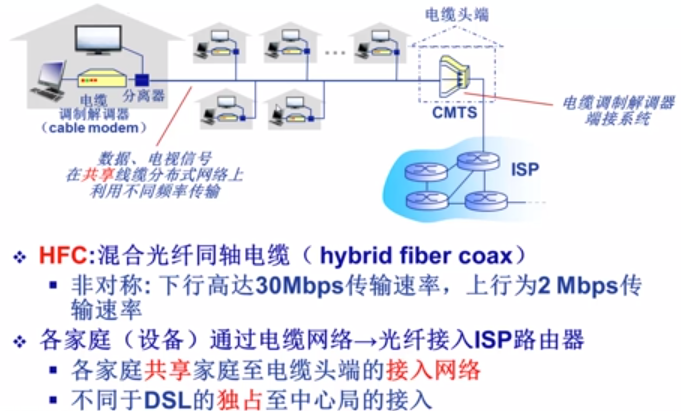 电缆头端
电缆
调制解调器
（cable modem）
分离器
CMTS
电缆调制解调器
端接系统
数据、电视信号
在共享线缆分布式网络上
利用不同频率传输
ISP
HFC:混合光纤同轴电缆（ hybrid fiber coax）
非对称: 下行高达30Mbps传输速率，上行为2 Mbps传
输速率
各家庭（设备）通过电缆网络→光纤接入ISP路由器
各家庭共享家庭至电缆头端的接入网络
不同于DSL的独占至中心局的接入